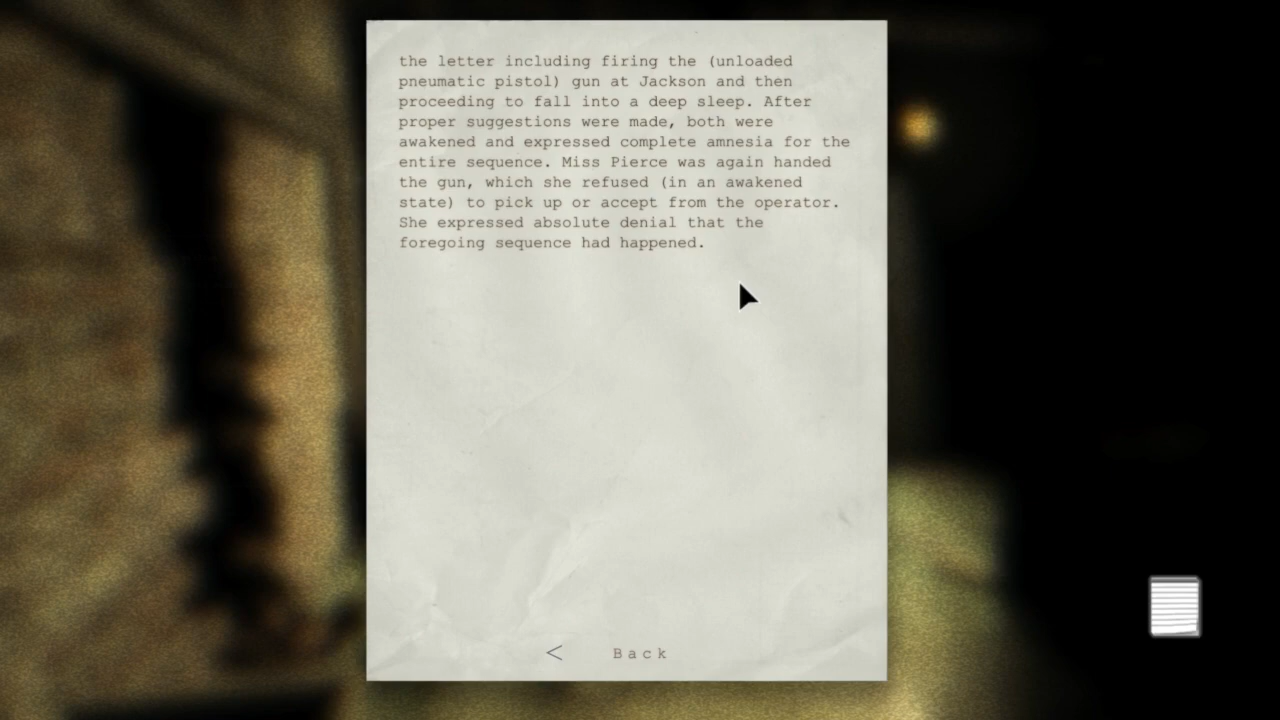 the letter including firing the (unloaded
pneumatic pistol) gun at Jackson and then
proceeding to fall into a deep sleep. After
proper suggestions were made, both were
awakened and expressed complete amnesia for the
entire sequence. Miss Pierce was again handed
the gun, which she refused (in an awakened
state) to pick up or accept from the operator.
She expressed absolute denial that the
foregoing sequence had happened.
< Back